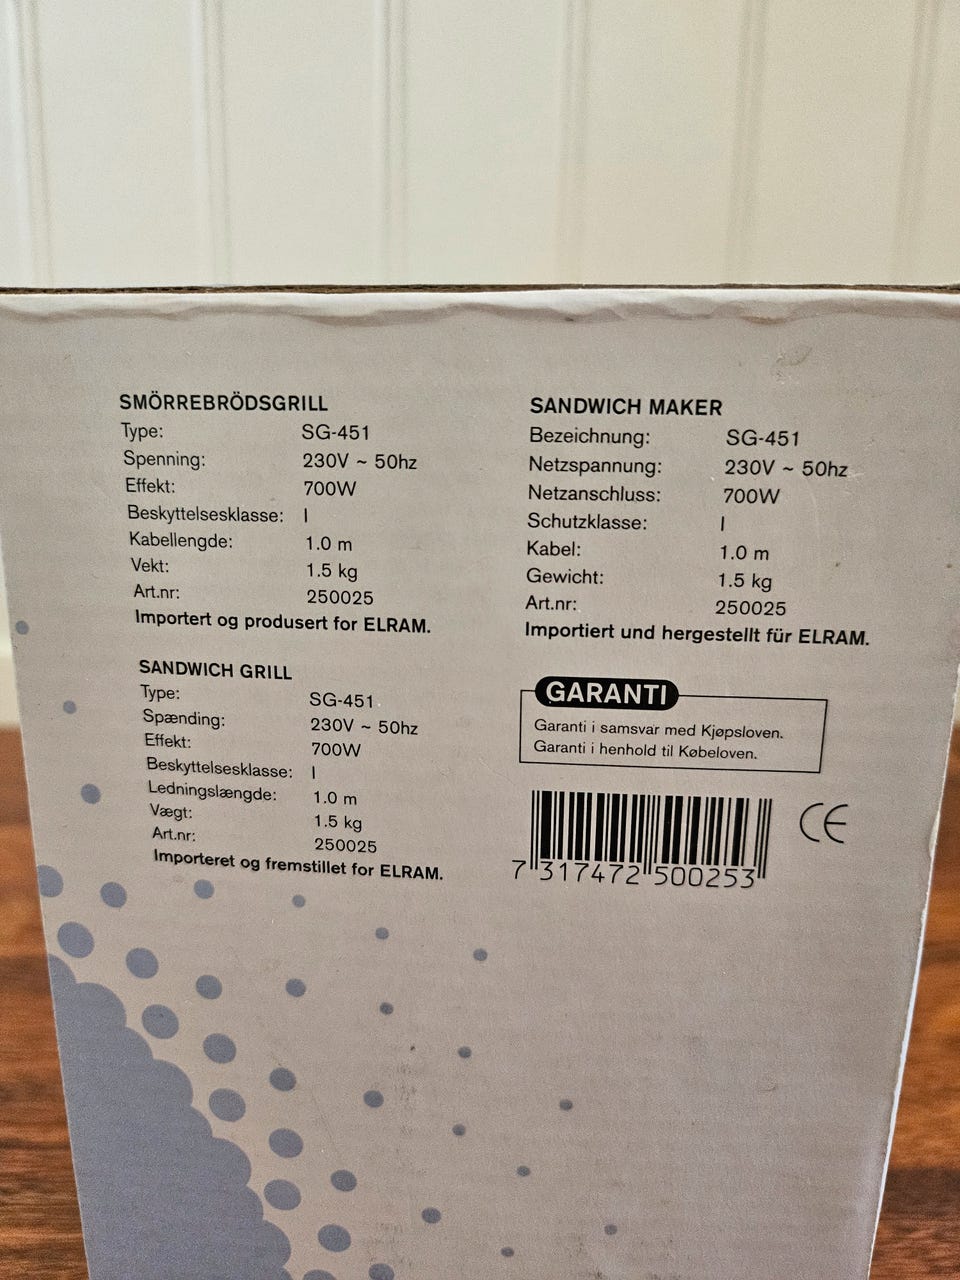 SMÖRREBRÖDSGRILL
Type: SG-451
Spenning: 230V ~ 50hz
Effekt: 700W
Beskyttelsesklasse: I
Kabellengde: 1.0 m
Vekt: 1.5 kg
Art.nr: 250025
Importert og produsert for ELRAM.
SANDWICH GRILL
Type: SG-451
Spænding: 230V ~ 50hz
Effekt: 700W
Beskyttelsesklasse: I
Ledningslængde: 1.0 m
Vægt: 1.5 kg
Art.nr: 250025
Importeret og fremstillet for ELRAM.
SANDWICH MAKER
Bezeichnung: SG-451
Netzspannung: 230V ~ 50hz
Netzanschluss: 700W
Schutzklasse: I
Kabel: 1.0 m
Gewicht: 1.5 kg
Art.nr: 250025
Importiert und hergestellt für ELRAM.
GARANTI
Garanti i samsvar med Kjøpsloven.
Garanti i henhold til Købeloven.
CE
7 317472 500253